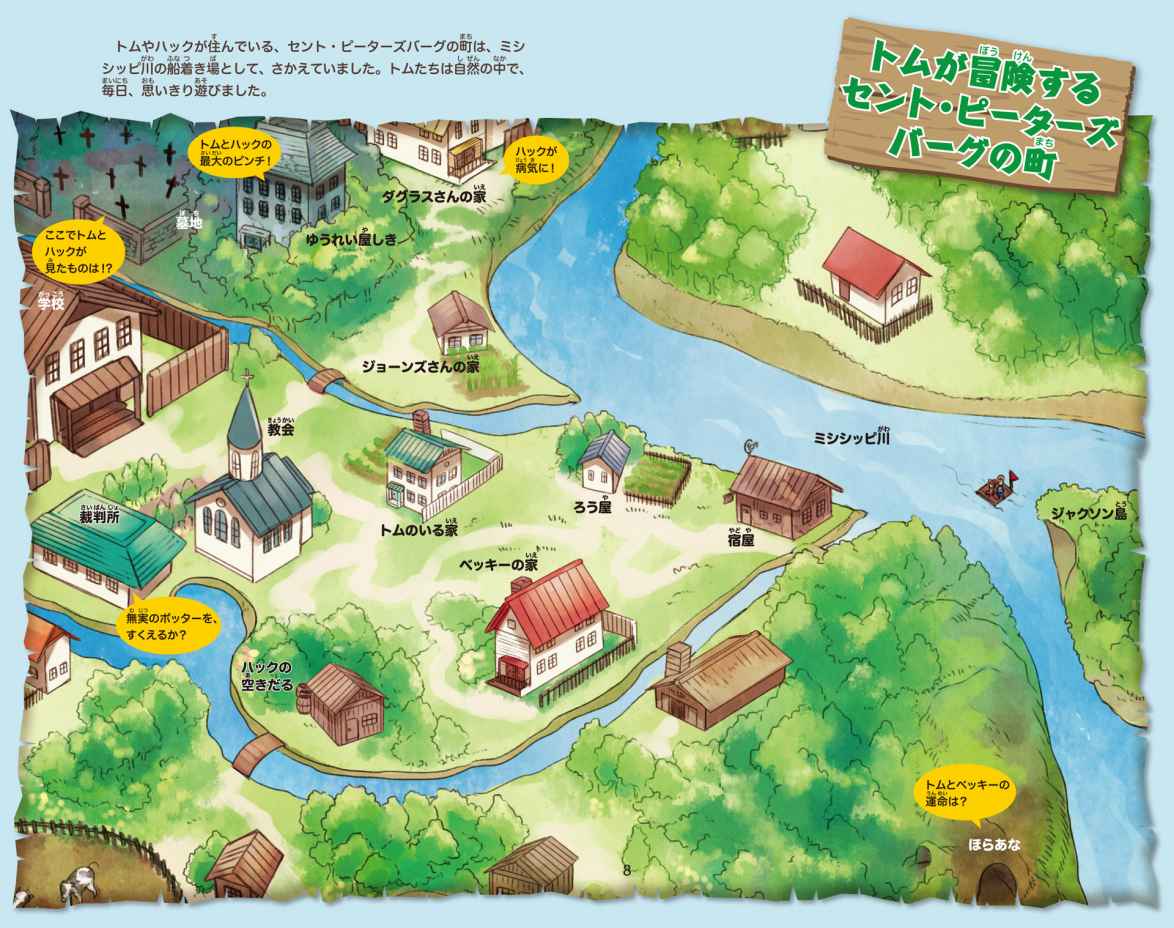 トムやハックが住んでいる、セント・ピーターズバーグの町は、ミシ
シッピ川の船着き場として、さかえていました。トムたちは自然の中で、
毎日、思いきり遊びました。
トムが冒険する
セント・ピーターズ
バーグの町
トムとハックの
最大のピンチ!
ハックが
病気に!
ダグラスさんの家
墓地
ゆうれい屋しき
ここでトムと
ハックが
見たものは!?
学校
ジョーンズさんの家
教会
ミシシッピ川
裁判所
トムのいる家
ろう屋
宿屋
ジャクソン島
ベッキーの家
無実のポッターを、
すくえるか?
ハックの
空きだる
トムとベッキーの
運命は?
ほらあな
8